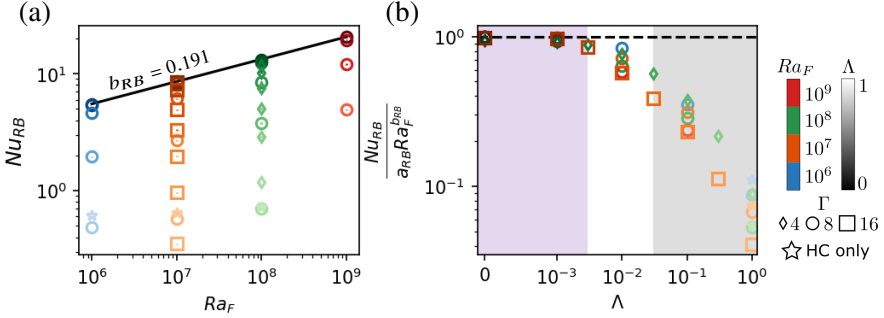 (a)
Nu_RB
10^1
10^0
b_RB = 0.191
10^6
10^7
10^8
10^9
Ra_F
(b)
Nu_RB
a_RB Ra_F^{b_RB}
10^0
10^{-1}
0
10^{-3}
10^{-2}
10^{-1}
10^0
Λ
Ra_F Λ
10^9
10^8
10^7
10^6
1
0
Γ
4 8 16
HC only